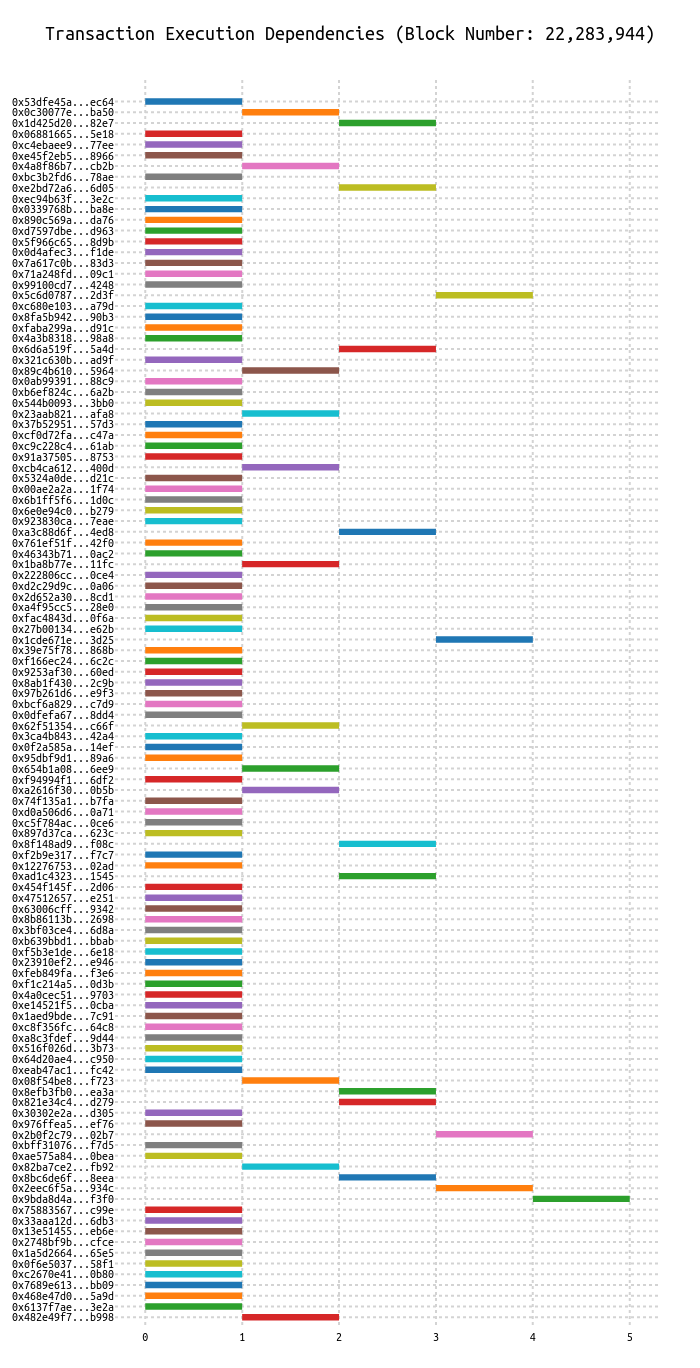 Transaction Execution Dependencies (Block Number: 22,283,944)
0x53dfe45a...ec64
0x0c30077e...ba50
0x1d425d20...82e7
0x06881665...5e18
0xc4ebaee9...77ee
0xe45f2eb5...8966
0x4a8f86b7...cb2b
0xbc3b2fd6...78ae
0xe2bd72a6...6d05
0xec94b63f...3e2c
0x0339768b...ba8e
0x890c569a...da76
0xd7597dbe...d963
0x5f966c65...8d9b
0x0d4afec3...f1de
0x7a617c0b...83d3
0x71a248fd...09c1
0x99100cd7...4248
0x5c6d0787...2d3f
0xc680e103...a79d
0x8fa5b942...90b3
0xfaba299a...d91c
0x4a3b8318...98a8
0x6d6a519f...5a4d
0x321c630b...ad9f
0x89c4b610...5964
0x0ab99391...88c9
0xb6ef824c...6a2b
0x544b0093...3bb0
0x23aab821...afa8
0x37b52951...57d3
0xcf0d72fa...c47a
0xc9c228c4...61ab
0x91a37505...8753
0xcb4ca612...400d
0x5324a0de...d21c
0x00ae2a2a...1f74
0x6b1ff5f6...1d0c
0x6e0e94c0...b279
0x923830ca...7eae
0xa3c88d6f...4ed8
0x761ef51f...42f0
0x46343b71...0ac2
0x1ba8b77e...11fc
0x222806cc...0ce4
0xd2c29d9c...0a06
0x2d652a30...8cd1
0xa4f95cc5...28e0
0xfac4843d...0f6a
0x27b00134...e62b
0x1cde671e...3d25
0x39e75f78...868b
0xf166ec24...6c2c
0x9253af30...60ed
0x8ab1f430...2c9b
0x97b261d6...e9f3
0xbcf6a829...c7d9
0x0dfefa67...8dd4
0x62f51354...c66f
0x3ca4b843...42a4
0x0f2a585a...14ef
0x95dbf9d1...89a6
0x654b1a08...6ee9
0xf94994f1...6df2
0xa2616f30...0b5b
0x74f135a1...b7fa
0xd0a506d6...0a71
0xc5f784ac...0ce6
0x897d37ca...623c
0x8f148ad9...f08c
0xf2b9e317...f7c7
0x12276753...02ad
0xad1c4323...1545
0x454f145f...2d06
0x47512657...e251
0x63006cff...9342
0x8b86113b...2698
0x3bf03ce4...6d8a
0xb639bbd1...bbab
0xf5b3e1de...6e18
0x23910ef2...e946
0xfeb849fa...f3e6
0xf1c214a5...0d3b
0x4a0cec51...9703
0xe14521f5...0cba
0x1aed9bde...7c91
0xc8f356fc...64c8
0xa8c3fdef...9d44
0x516f026d...3b73
0x64d20ae4...c950
0xeab47ac1...fc42
0x08f54be8...f723
0x8efb3fb0...ea3a
0x821e34c4...d279
0x30302e2a...d305
0x976ffea5...ef76
0x2b0f2c79...02b7
0xbff31076...f7d5
0xae575a84...0bea
0x82ba7ce2...fb92
0x8bc6de6f...8eea
0x2eec6f5a...934c
0x9bda8d4a...f3f0
0x75883567...c99e
0x33aaa12d...6db3
0x13e51455...eb6e
0x2748bf9b...cfce
0x1a5d2664...65e5
0x0f6e5037...58f1
0xc2670e41...0b80
0x7689e613...bb09
0x468e47d0...5a9d
0x6137f7ae...3e2a
0x482e49f7...b998
0 1 2 3 4 5